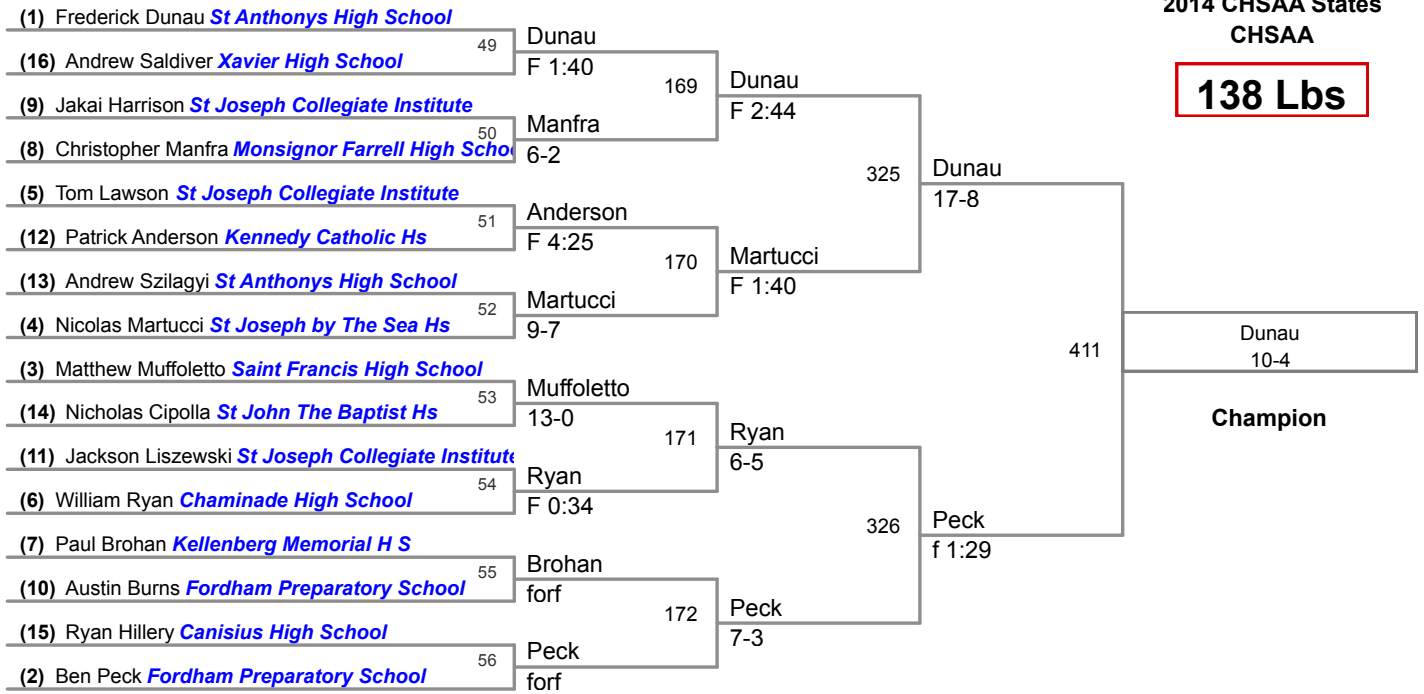 2014 CHSAA States
CHSAA
138 Lbs
(1) Frederick Dunau St Anthonys High School
49
(16) Andrew Saldiver Xavier High School
(9) Jakai Harrison St Joseph Collegiate Institute
50
(8) Christopher Manfra Monsignor Farrell High Schoo
(5) Tom Lawson St Joseph Collegiate Institute
51
(12) Patrick Anderson Kennedy Catholic Hs
(13) Andrew Szilagyi St Anthonys High School
52
(4) Nicolas Martucci St Joseph by The Sea Hs
(3) Matthew Muffoletto Saint Francis High School
53
(14) Nicholas Cipolla St John The Baptist Hs
(11) Jackson Liszewski St Joseph Collegiate Institute
54
(6) William Ryan Chaminade High School
(7) Paul Brohan Kellenberg Memorial H S
55
(10) Austin Burns Fordham Preparatory School
(15) Ryan Hillery Canisius High School
56
(2) Ben Peck Fordham Preparatory School
Dunau
F 1:40
169
Manfra
6-2
Anderson
F 4:25
170
Martucci
9-7
Muffoletto
13-0
171
Ryan
F 0:34
Brohan
forf
172
Peck
forf
Dunau
F 2:44
325
Martucci
F 1:40
Ryan
6-5
326
Peck
7-3
Dunau
17-8
411
Peck
f 1:29
Dunau
10-4
Champion